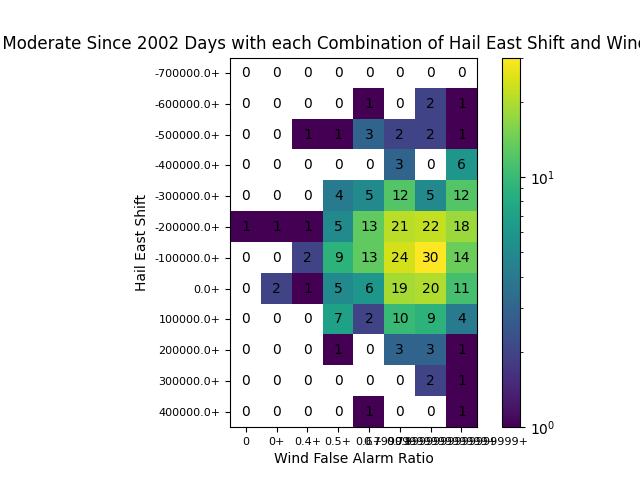 Moderate Since 2002 Days with each Combination of Hail East Shift and Wind
-700000.0+ 0 0 0 0 0 0 0 0
-600000.0+ 0 0 0 0 1 0 2 1
-500000.0+ 0 0 1 1 3 2 2 1
-400000.0+ 0 0 0 0 0 3 0 6
-300000.0+ 0 0 0 4 5 12 5 12
-200000.0+ 1 1 1 5 13 21 22 18
-100000.0+ 0 0 2 9 13 24 30 14
0.0+ 0 2 1 5 6 19 20 11
100000.0+ 0 0 0 7 2 10 9 4
200000.0+ 0 0 0 1 0 3 3 1
300000.0+ 0 0 0 0 0 0 2 1
400000.0+ 0 0 0 0 1 0 0 1
0 0+ 0.4+ 0.5+
Wind False Alarm Ratio
Hail East Shift
10^1
10^0